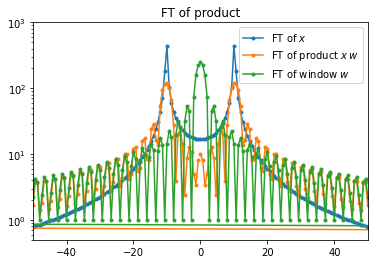 FT of product
FT of x
FT of product x w
FT of window w
10³
10²
10¹
10⁰
−40 −20 0 20 40